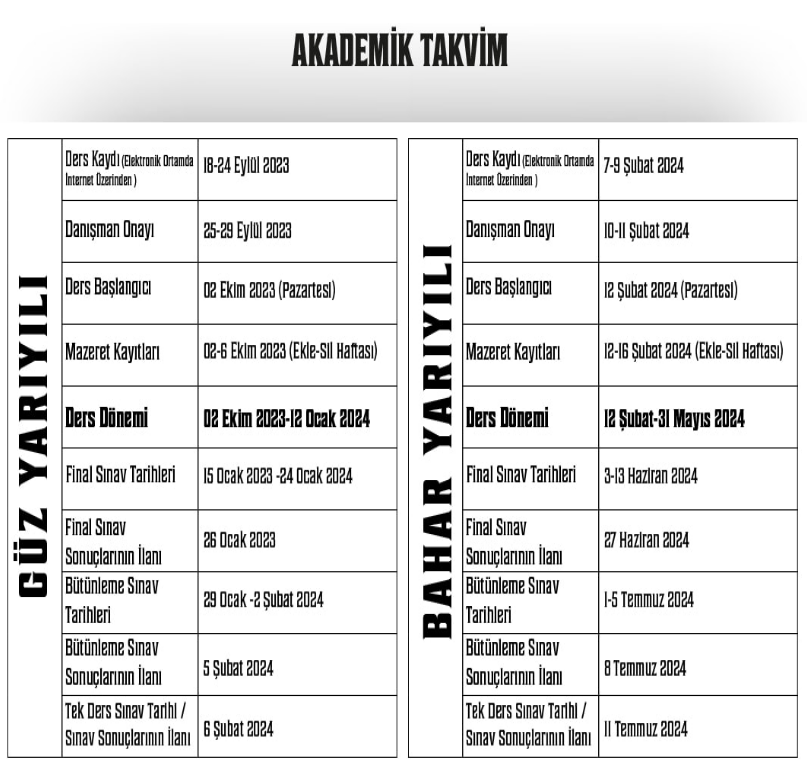 AKADEMİK TAKVİM
GÜZ YARIYILI
Ders Kaydı (Elektronik Ortamda
İnternet Üzerinden )
18-24 Eylül 2023
Danışman Onayı
25-29 Eylül 2023
Ders Başlangıcı
02 Ekim 2023 (Pazartesi)
Mazeret Kayıtları
02-6 Ekim 2023 (Ekle-Sil Haftası)
Ders Dönemi
02 Ekim 2023-12 Ocak 2024
Final Sınav Tarihleri
15 Ocak 2023 -24 Ocak 2024
Final Sınav
Sonuçlarının İlanı
26 Ocak 2023
Bütünleme Sınav
Tarihleri
29 Ocak -2 Şubat 2024
Bütünleme Sınav
Sonuçlarının İlanı
5 Şubat 2024
Tek Ders Sınav Tarihi /
Sınav Sonuçlarının İlanı
6 Şubat 2024
BAHAR YARIYILI
Ders Kaydı (Elektronik Ortamda
İnternet Üzerinden )
7-9 Şubat 2024
Danışman Onayı
10-11 Şubat 2024
Ders Başlangıcı
12 Şubat 2024 (Pazartesi)
Mazeret Kayıtları
12-16 Şubat 2024 (Ekle-Sil Haftası)
Ders Dönemi
12 Şubat-31 Mayıs 2024
Final Sınav Tarihleri
3-13 Haziran 2024
Final Sınav
Sonuçlarının İlanı
27 Haziran 2024
Bütünleme Sınav
Tarihleri
1-5 Temmuz 2024
Bütünleme Sınav
Sonuçlarının İlanı
8 Temmuz 2024
Tek Ders Sınav Tarihi /
Sınav Sonuçlarının İlanı
11 Temmuz 2024